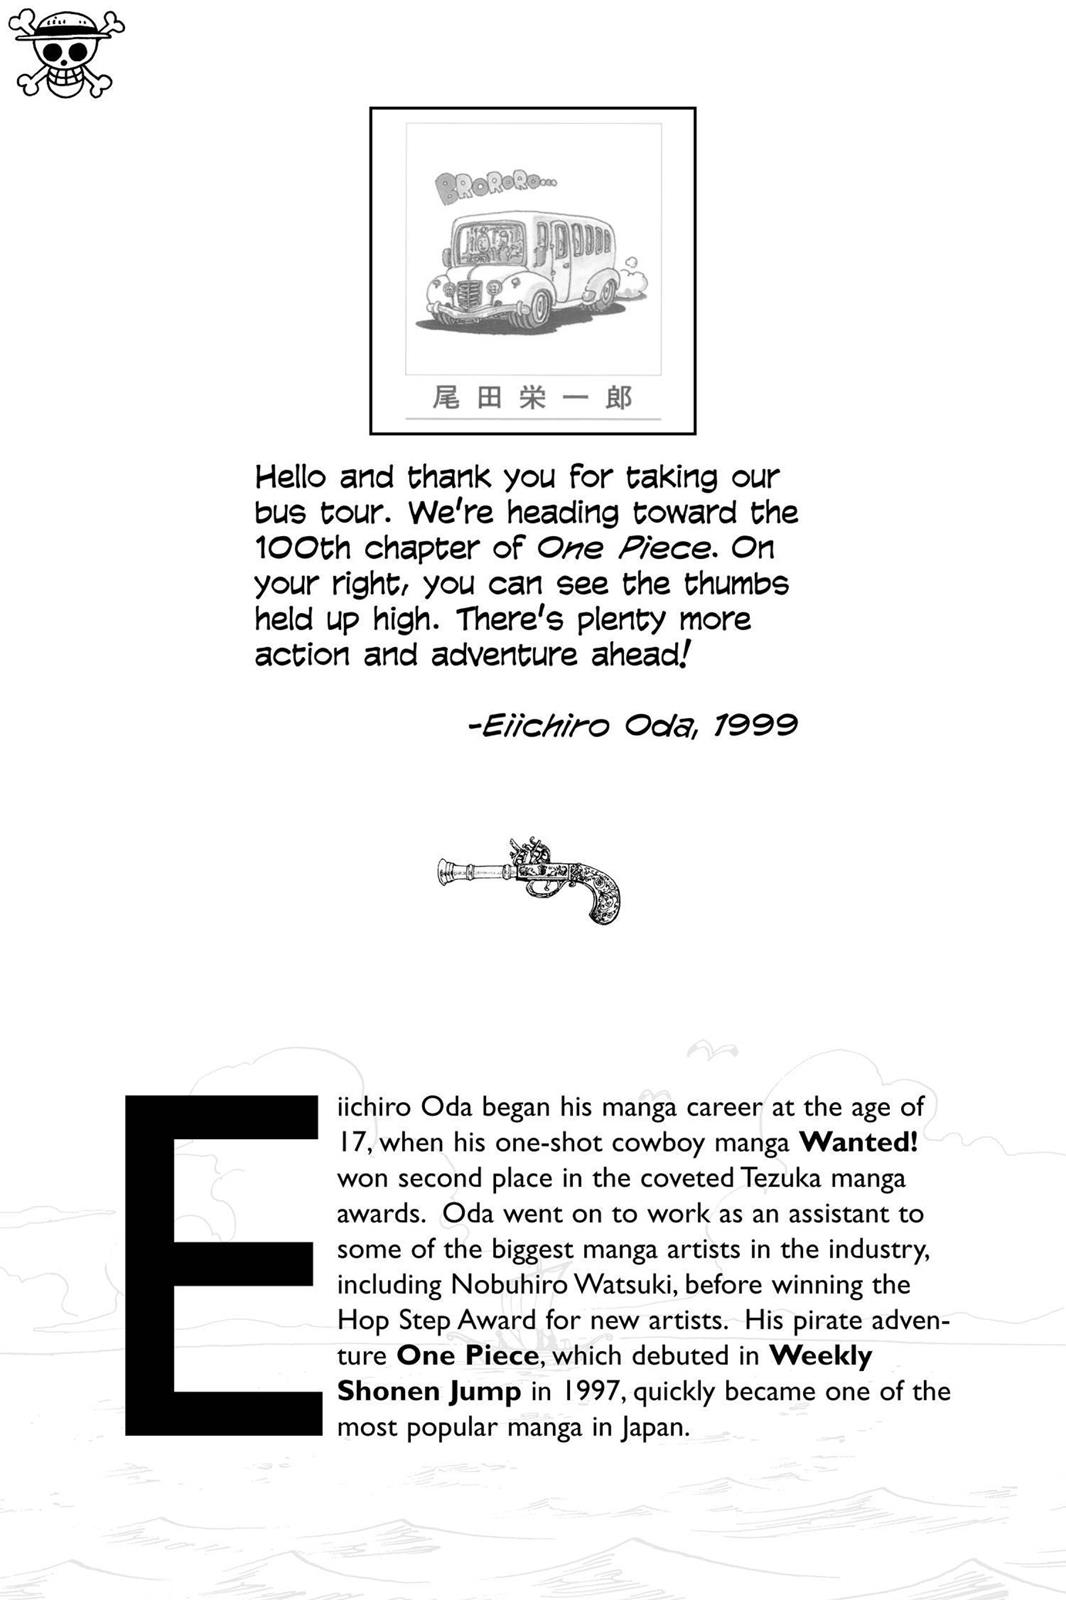 BRORORO...
尾田栄一郎
Hello and thank you for taking our
bus tour. We're heading toward the
100th chapter of One Piece. On
your right, you can see the thumbs
held up high. There's plenty more
action and adventure ahead!
-Eiichiro Oda, 1999
Eiichiro Oda began his manga career at the age of
17, when his one-shot cowboy manga Wanted!
won second place in the coveted Tezuka manga
awards. Oda went on to work as an assistant to
some of the biggest manga artists in the industry,
including Nobuhiro Watsuki, before winning the
Hop Step Award for new artists. His pirate adven-
ture One Piece, which debuted in Weekly
Shonen Jump in 1997, quickly became one of the
most popular manga in Japan.